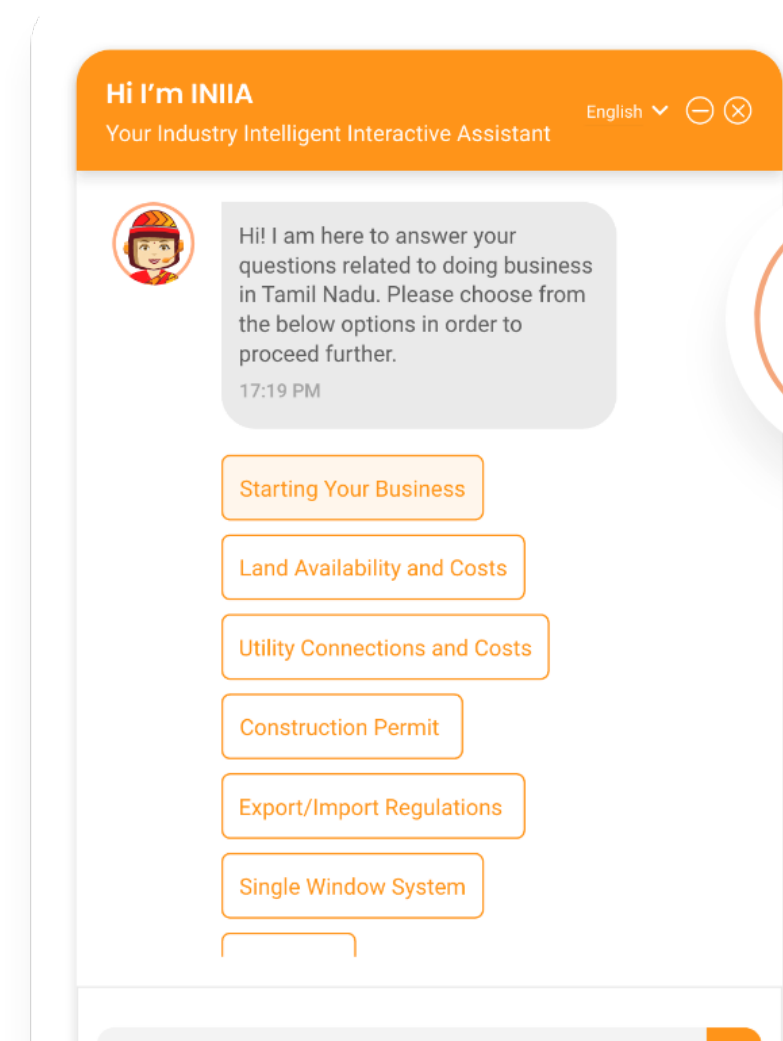 Hi I’m INIIA
English
Your Industry Intelligent Interactive Assistant
Hi! I am here to answer your
questions related to doing business
in Tamil Nadu. Please choose from
the below options in order to
proceed further.
17:19 PM
Starting Your Business
Land Availability and Costs
Utility Connections and Costs
Construction Permit
Export/Import Regulations
Single Window System